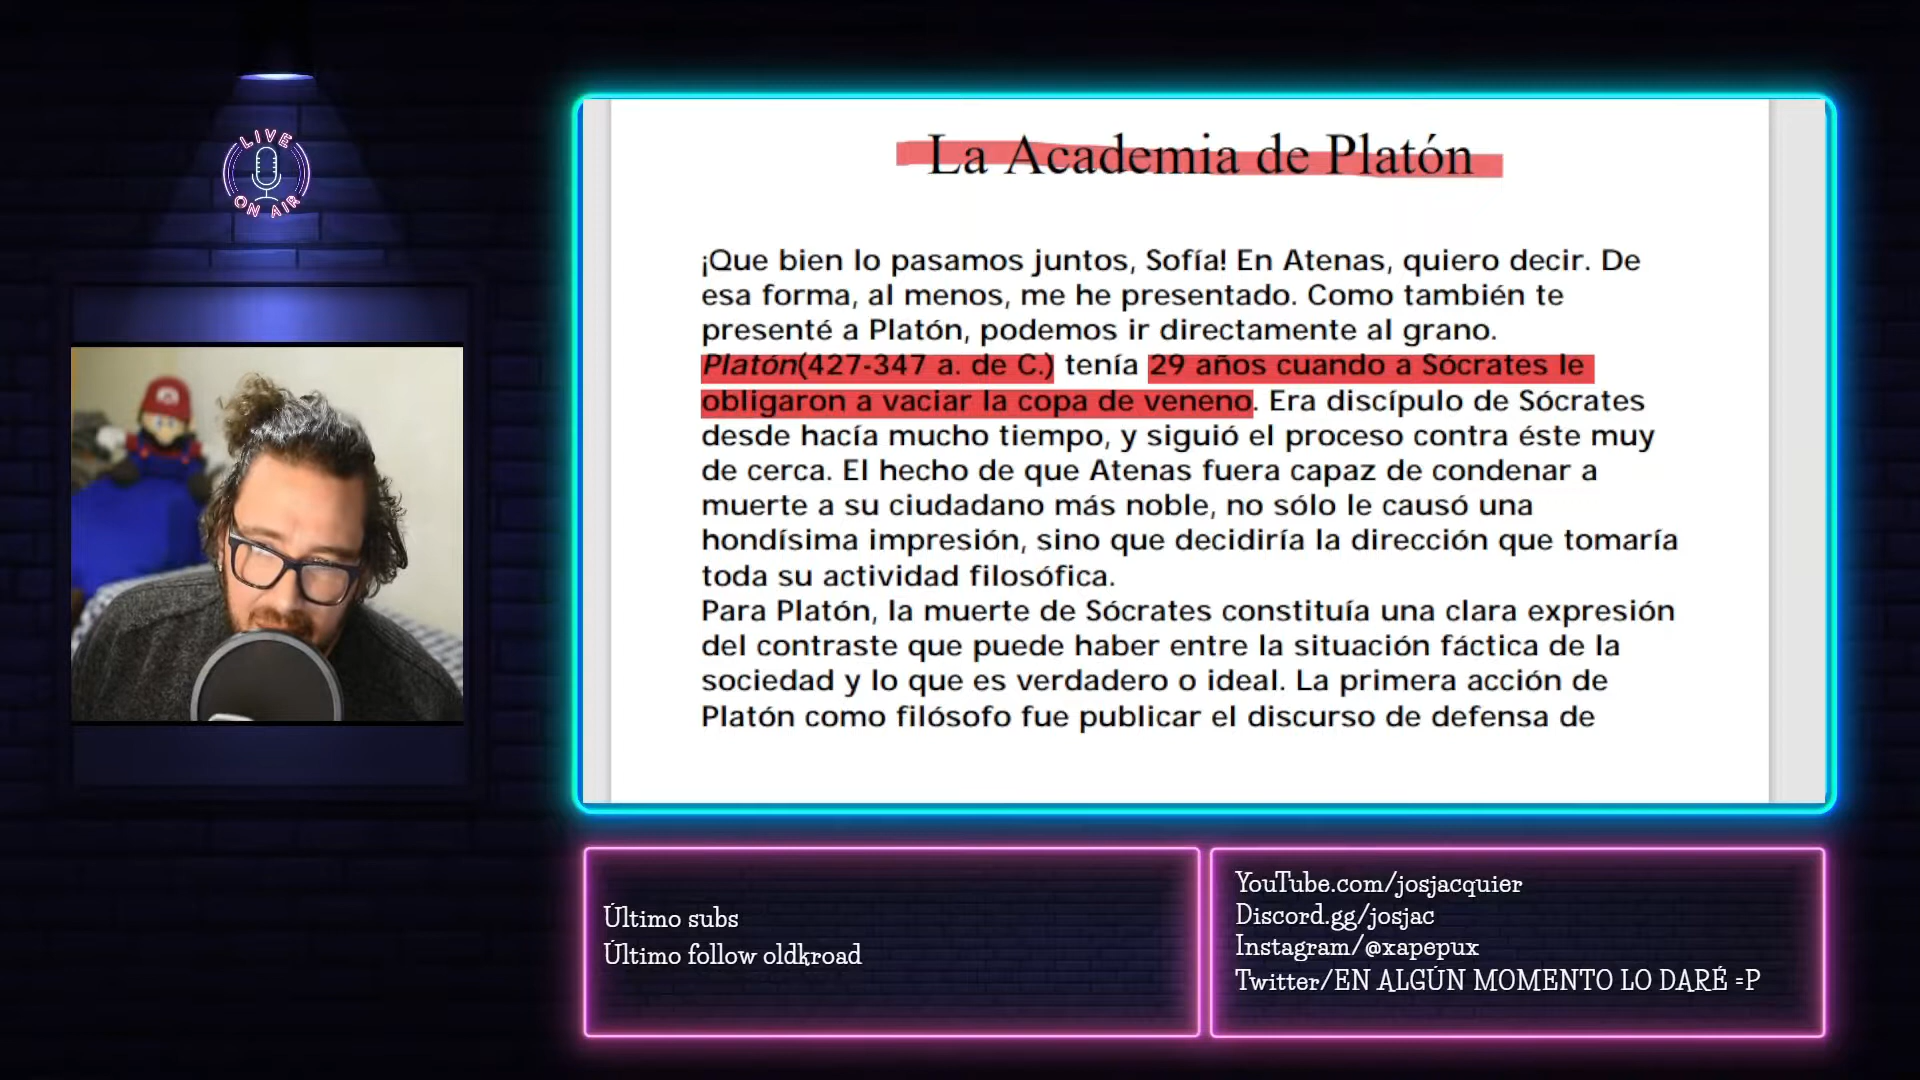 LIVE
ON AIR
La Academia de Platón
¡Que bien lo pasamos juntos, Sofía! En Atenas, quiero decir. De
esa forma, al menos, me he presentado. Como también te
presenté a Platón, podemos ir directamente al grano.
Platón(427-347 a. de C.) tenía 29 años cuando a Sócrates le
obligaron a vaciar la copa de veneno. Era discípulo de Sócrates
desde hacía mucho tiempo, y siguió el proceso contra éste muy
de cerca. El hecho de que Atenas fuera capaz de condenar a
muerte a su ciudadano más noble, no sólo le causó una
hondísima impresión, sino que decidiría la dirección que tomaría
toda su actividad filosófica.
Para Platón, la muerte de Sócrates constituía una clara expresión
del contraste que puede haber entre la situación fáctica de la
sociedad y lo que es verdadero o ideal. La primera acción de
Platón como filósofo fue publicar el discurso de defensa de
Último subs
Último follow oldkroad
YouTube.com/josjacquier
Discord.gg/josjac
Instagram/@xapepux
Twitter/EN ALGÚN MOMENTO LO DARÉ =P